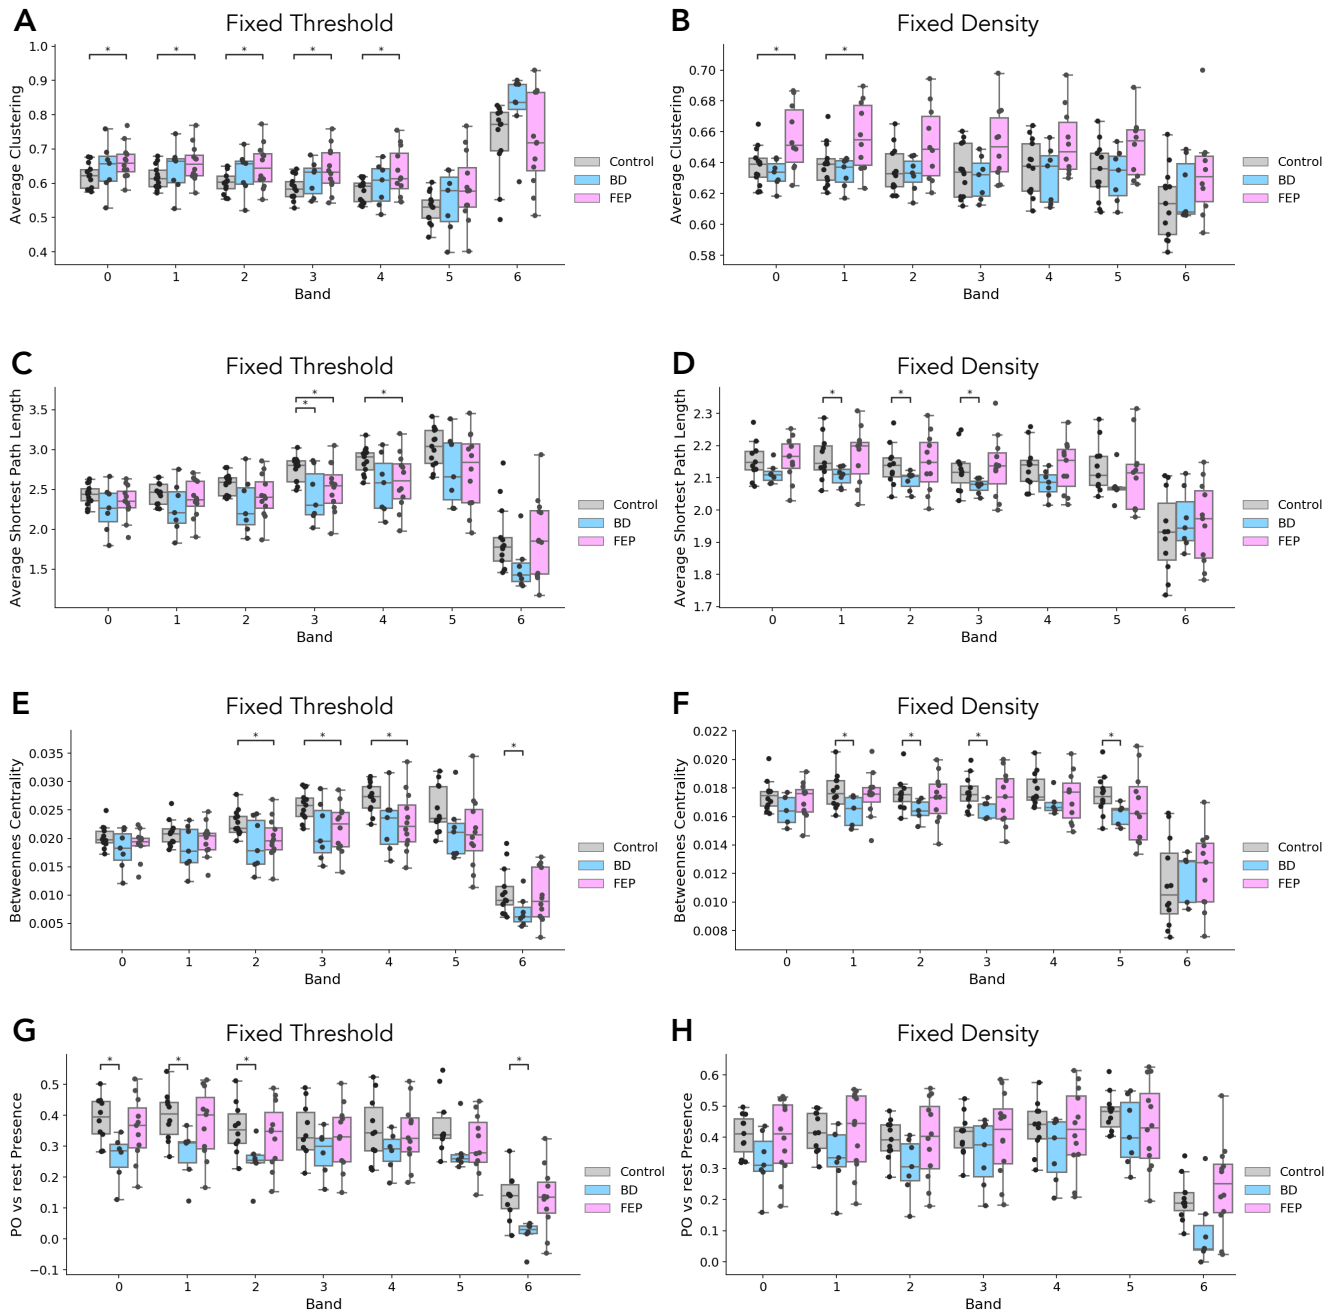 A Fixed Threshold
Average Clustering
1.0
0.9
0.8
0.7
0.6
0.5
0.4
* * * * *
0 1 2 3 4 5 6
Band
Control
BD
FEP
B Fixed Density
Average Clustering
0.70
0.68
0.66
0.64
0.62
0.60
0.58
* *
0 1 2 3 4 5 6
Band
Control
BD
FEP
C Fixed Threshold
Average Shortest Path Length
3.5
3.0
2.5
2.0
1.5
* * *
0 1 2 3 4 5 6
Band
Control
BD
FEP
D Fixed Density
Average Shortest Path Length
2.3
2.2
2.1
2.0
1.9
1.8
1.7
* * *
0 1 2 3 4 5 6
Band
Control
BD
FEP
E Fixed Threshold
Betweennes Centrality
0.035
0.030
0.025
0.020
0.015
0.010
0.005
* * * *
0 1 2 3 4 5 6
Band
Control
BD
FEP
F Fixed Density
Betweennes Centrality
0.022
0.020
0.018
0.016
0.014
0.012
0.010
0.008
* * * *
0 1 2 3 4 5 6
Band
Control
BD
FEP
G Fixed Threshold
PO vs rest Presence
0.5
0.4
0.3
0.2
0.1
0.0
−0.1
* * * *
0 1 2 3 4 5 6
Band
Control
BD
FEP
H Fixed Density
PO vs rest Presence
0.6
0.5
0.4
0.3
0.2
0.1
0.0
0 1 2 3 4 5 6
Band
Control
BD
FEP